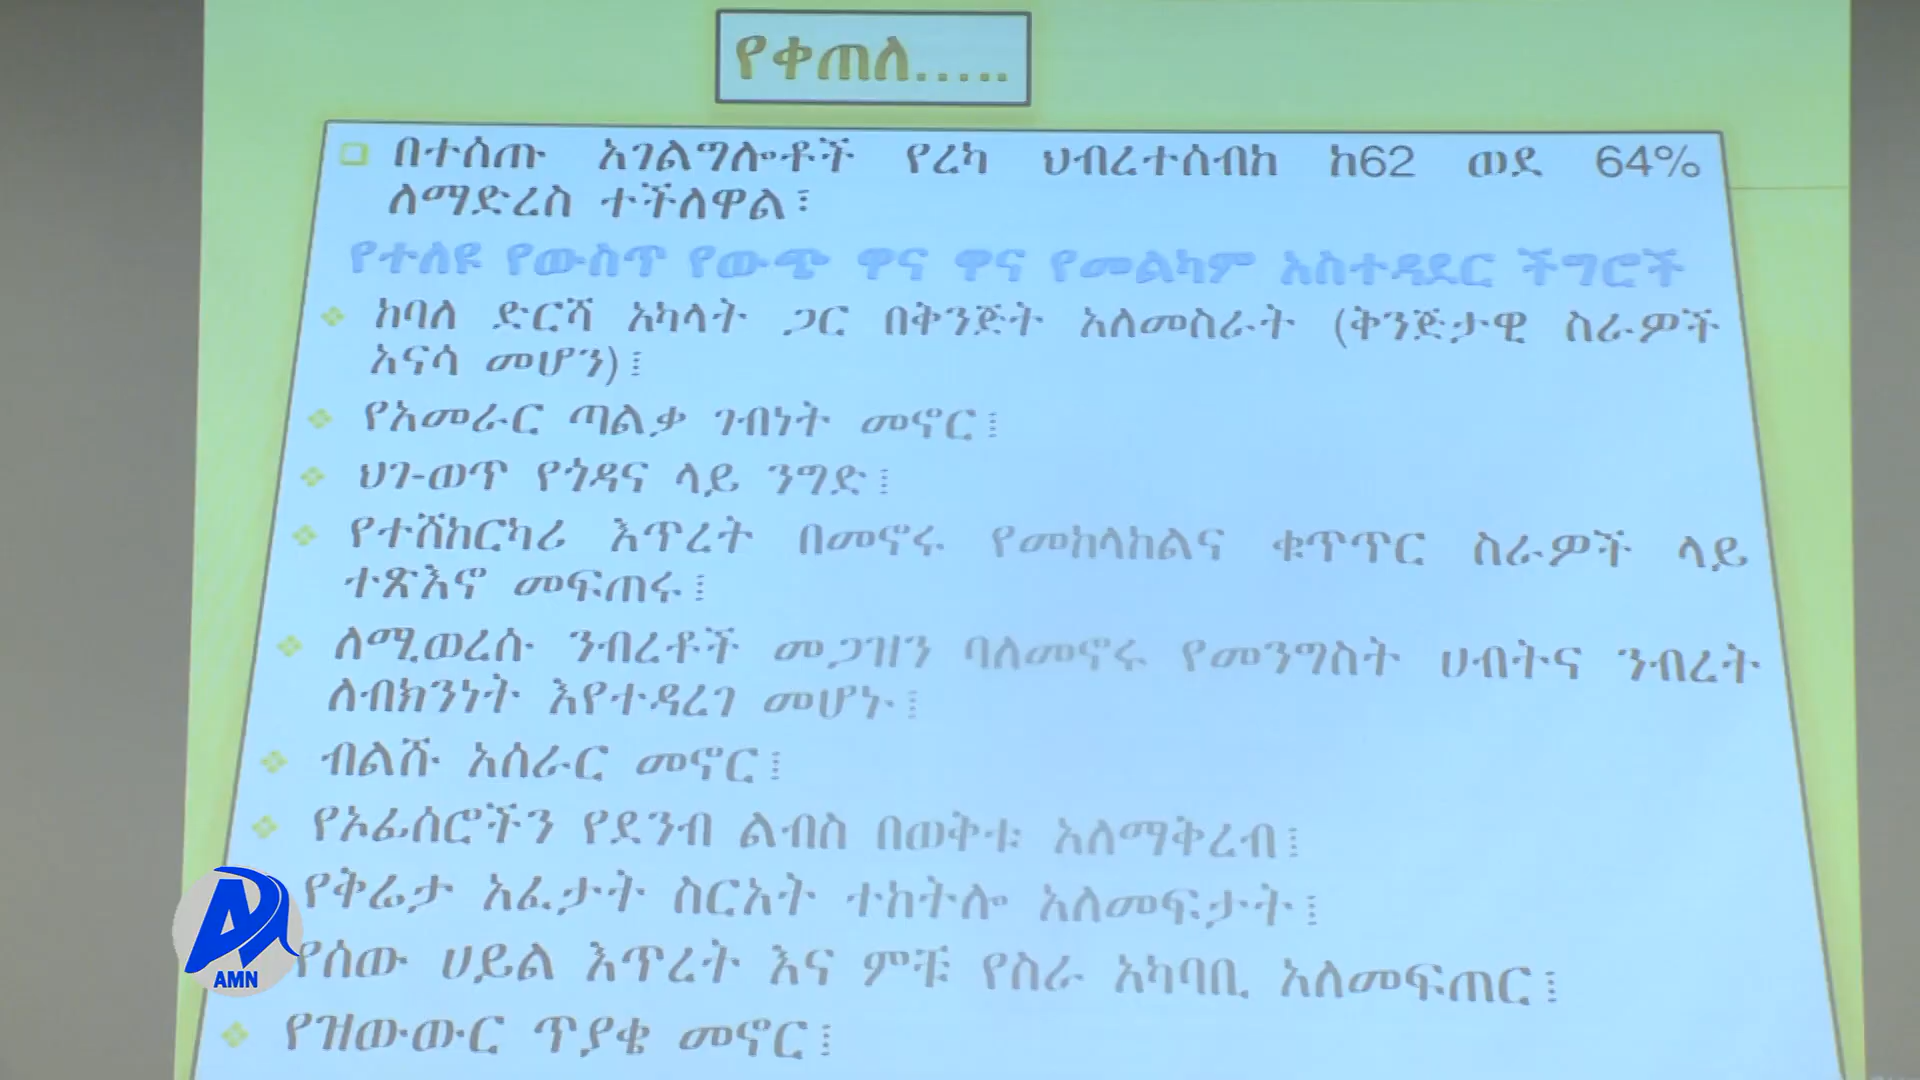 የቀጠለ.....
በተሰጡ አገልግሎቶች የረካ ህብረተሰብከ ከ62 ወደ 64%
ለማድረስ ተችለዋል፤
የተለዩ የውስጥ የውጭ ዋና ዋና የመልካም አስተዳደር ችግሮች
ከባለ ድርሻ አካላት ጋር በቅንጅት አለመስራት (ቅንጅታዊ ስራዎች
አናሳ መሆን)፤
የአመራር ጣልቃ ገብነት መኖር፤
ህገ-ወጥ የጎዳና ላይ ንግድ፤
የተሸከርካሪ እጥረት በመኖሩ የመከላከልና ቁጥጥር ስራዎች ላይ
ተጽእኖ መፍጠሩ፤
ለሚወረሱ ንብረቶች መጋዝን ባለመኖሩ የመንግስት ሀብትና ንብረት
ለብክንነት እየተዳረገ መሆኑ፤
ብልሹ አሰራር መኖር፤
የኦፊሰሮችን የደንብ ልብስ በወቅቱ አለማቅረብ፤
የቅሬታ አፈታት ስርአት ተከትሎ አለመፍታት፤
የሰው ሀይል እጥረት እና ምቹ የስራ አካባቢ አለመፍጠር፤
የዝውውር ጥያቄ መኖር፤
AMN